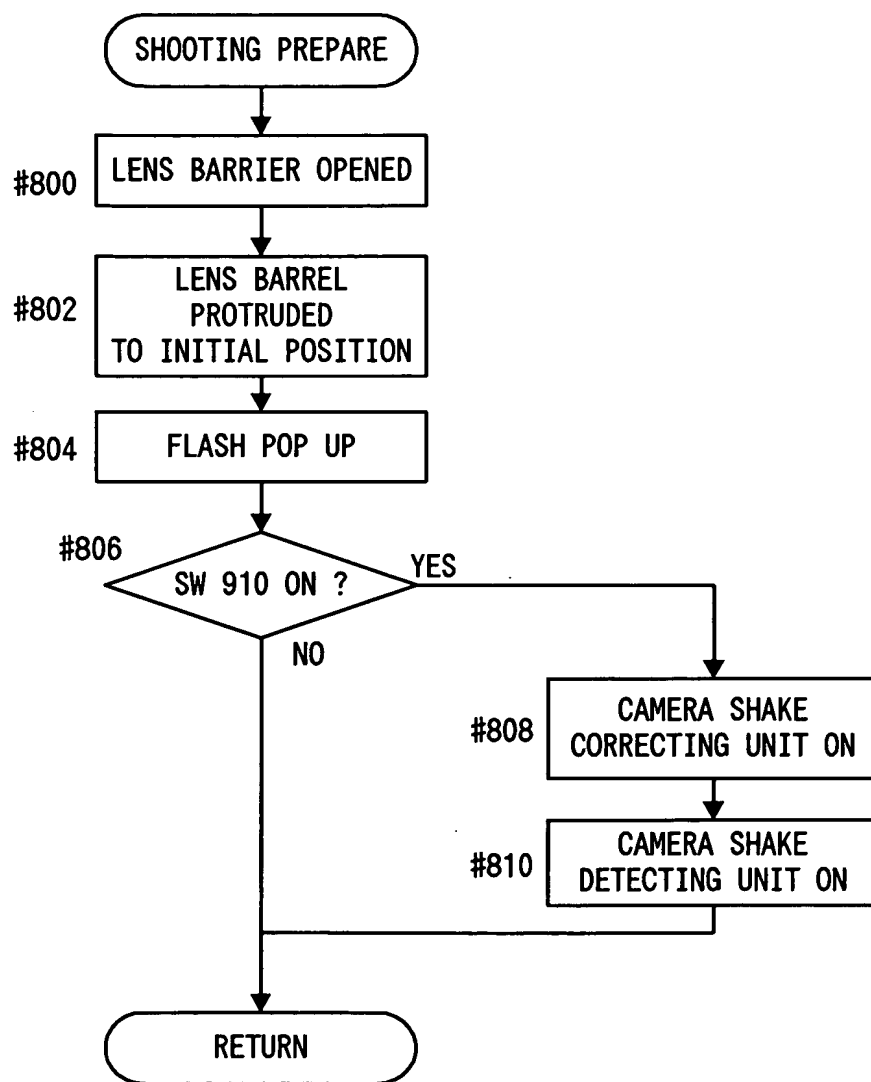 SHOOTING PREPARE
#800
LENS BARRIER OPENED
#802
LENS BARREL
PROTRUDED
TO INITIAL POSITION
#804
FLASH POP UP
#806
SW 910 ON ?
YES
NO
#808
CAMERA SHAKE
CORRECTING UNIT ON
#810
CAMERA SHAKE
DETECTING UNIT ON
RETURN